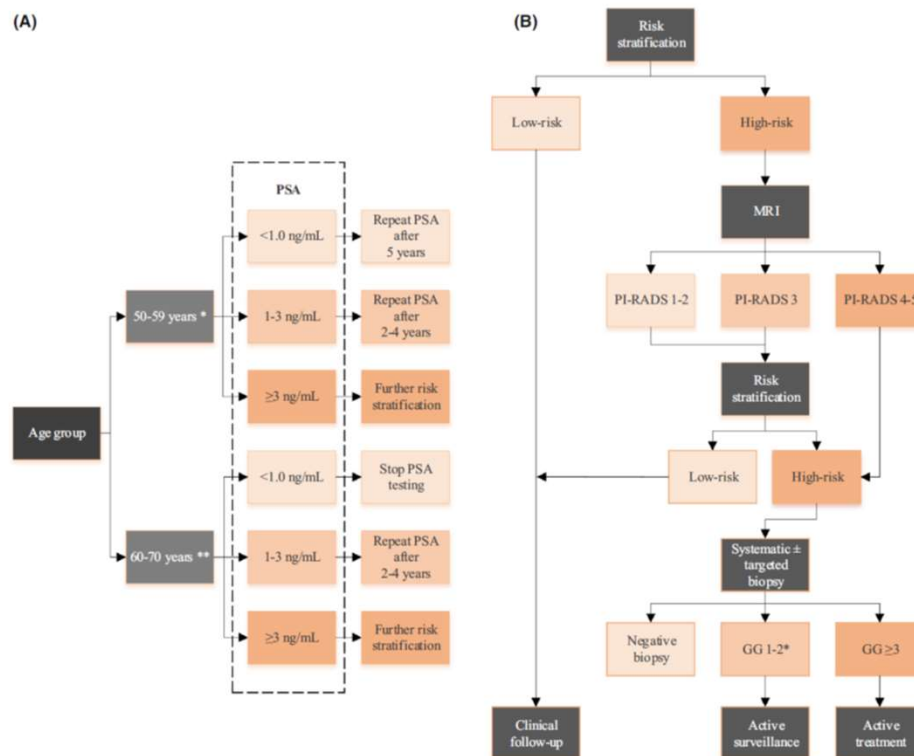 (A)
Age group
50-59 years *
60-70 years **
PSA
<1.0 ng/mL
Repeat PSA
after
5 years
1-3 ng/mL
Repeat PSA
after
2-4 years
≥3 ng/mL
Further risk
stratification
<1.0 ng/mL
Stop PSA
testing
1-3 ng/mL
Repeat PSA
after
2-4 years
≥3 ng/mL
Further risk
stratification
(B)
Risk
stratification
Low-risk
High-risk
MRI
PI-RADS 1-2
PI-RADS 3
PI-RADS 4-5
Risk
stratification
Low-risk
High-risk
Systematic ±
targeted
biopsy
Negative
biopsy
GG 1-2*
GG ≥3
Clinical
follow-up
Active
surveillance
Active
treatment